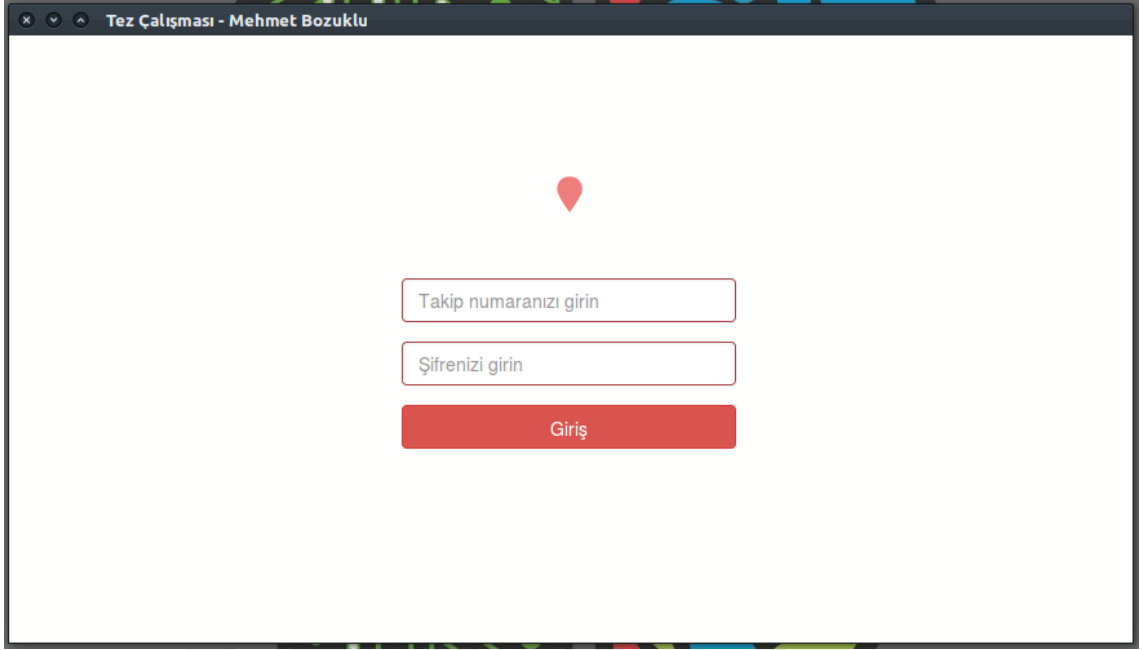 Tez Çalışması - Mehmet Bozuklu
Takip numaranızı girin
Şifrenizi girin
Giriş